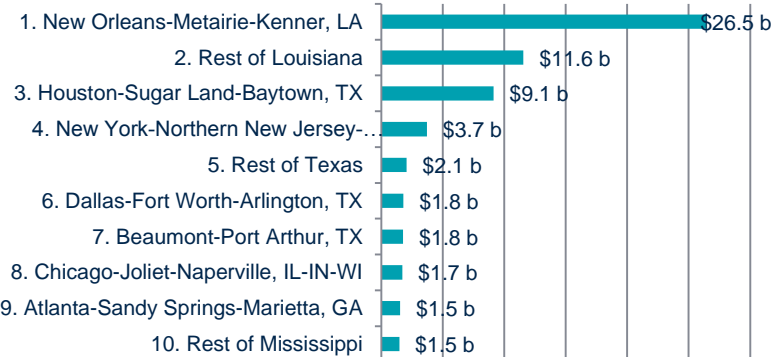 1. New Orleans-Metairie-Kenner, LA $26.5 b
2. Rest of Louisiana $11.6 b
3. Houston-Sugar Land-Baytown, TX $9.1 b
4. New York-Northern New Jersey-… $3.7 b
5. Rest of Texas $2.1 b
6. Dallas-Fort Worth-Arlington, TX $1.8 b
7. Beaumont-Port Arthur, TX $1.8 b
8. Chicago-Joliet-Naperville, IL-IN-WI $1.7 b
9. Atlanta-Sandy Springs-Marietta, GA $1.5 b
10. Rest of Mississippi $1.5 b